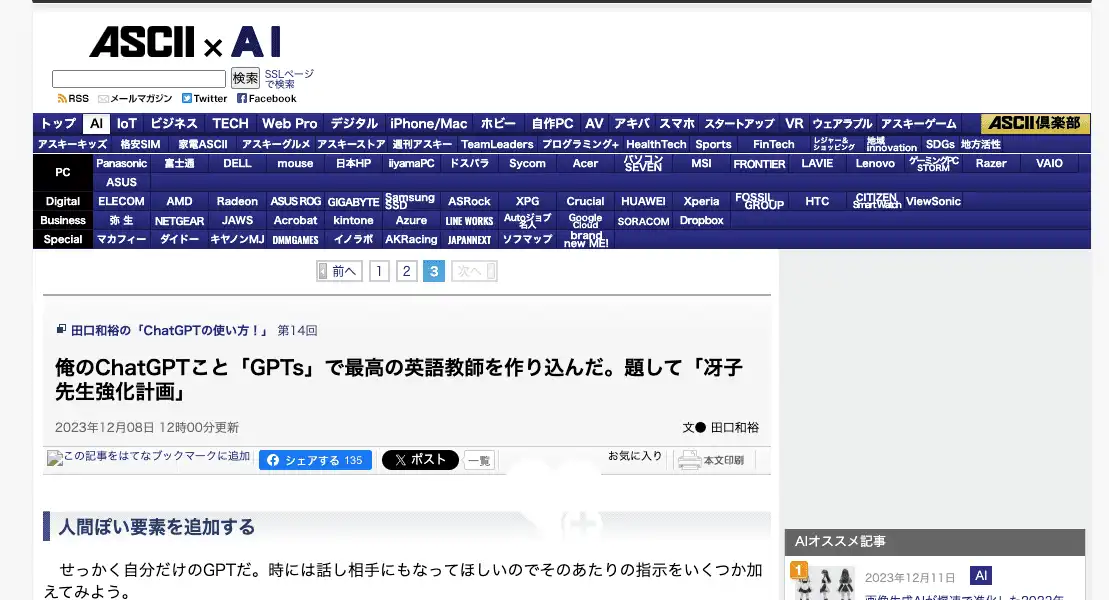 ASCII × AI
検索 SSLページで検索
RSS メールマガジン Twitter Facebook
トップ AI IoT ビジネス TECH Web Pro デジタル iPhone/Mac ホビー 自作PC AV アキバ スマホ スタートアップ VR ウェアラブル アスキーゲーム ASCII倶楽部
アスキーキッズ 格安SIM 家電ASCII アスキーグルメ アスキーストア 週刊アスキー TeamLeaders プログラミング+ HealthTech Sports FinTech レジャー&ショッピング 地域innovation SDGs 地方活性
PC Panasonic 富士通 DELL mouse 日本HP iiyamaPC ドスパラ Sycom Acer パソコンSEVEN MSI FRONTIER LAVIE Lenovo ゲーミングPC STORM Razer VAIO
ASUS
Digital ELECOM AMD Radeon ASUS ROG GIGABYTE Samsung SSD ASRock XPG Crucial HUAWEI Xperia FOSSIL GROUP HTC CITIZEN SmartWatch ViewSonic
Business 弥生 NETGEAR JAWS Acrobat kintone Azure LINE WORKS Autoジョブ名人 Google Cloud SORACOM Dropbox
Special マカフィー ダイドー キヤノンMJ DMMGAMES イノラボ AKRacing JAPANNEXT ソフマップ brand new ME!
前へ 1 2 3 次へ
田口和裕の「ChatGPTの使い方!」 第14回
俺のChatGPTこと「GPTs」で最高の英語教師を作り込んだ。題して「冴子
先生強化計画」
2023年12月08日 12時00分更新 文● 田口和裕
この記事をはてなブックマークに追加 シェアする 135 ポスト 一覧 お気に入り 本文印刷
人間ぽい要素を追加する
せっかく自分だけのGPTだ。時には話し相手にもなってほしいのでそのあたりの指示をいくつか加
えてみよう。
AIオススメ記事
1 2023年12月11日 AI
画像生成AIが爆速で進化した2023年